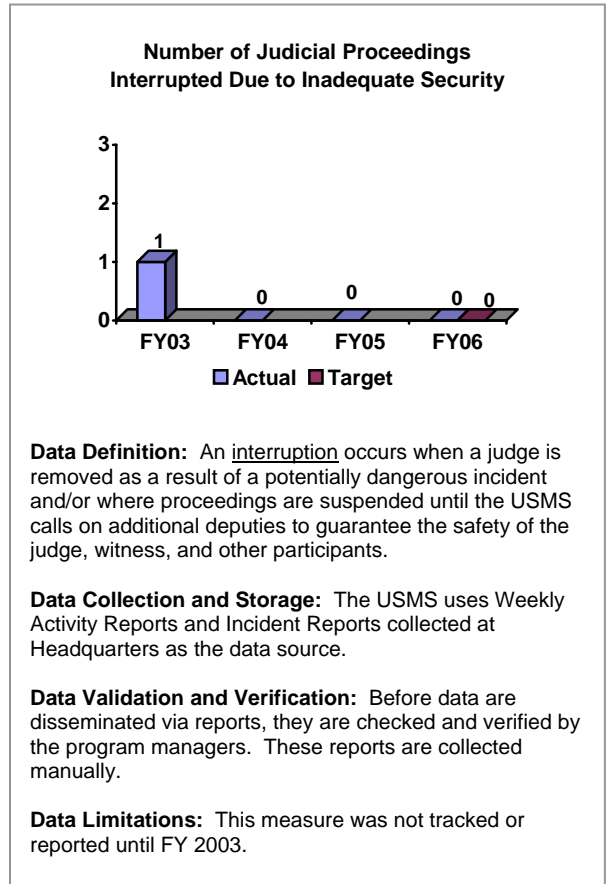 Number of Judicial Proceedings
Interrupted Due to Inadequate Security
3
2
1
0
1
0
0
0
0
FY03
FY04
FY05
FY06
Actual
Target
Data Definition: An interruption occurs when a judge is
removed as a result of a potentially dangerous incident
and/or where proceedings are suspended until the USMS
calls on additional deputies to guarantee the safety of the
judge, witness, and other participants.
Data Collection and Storage: The USMS uses Weekly
Activity Reports and Incident Reports collected at
Headquarters as the data source.
Data Validation and Verification: Before data are
disseminated via reports, they are checked and verified by
the program managers. These reports are collected
manually.
Data Limitations: This measure was not tracked or
reported until FY 2003.